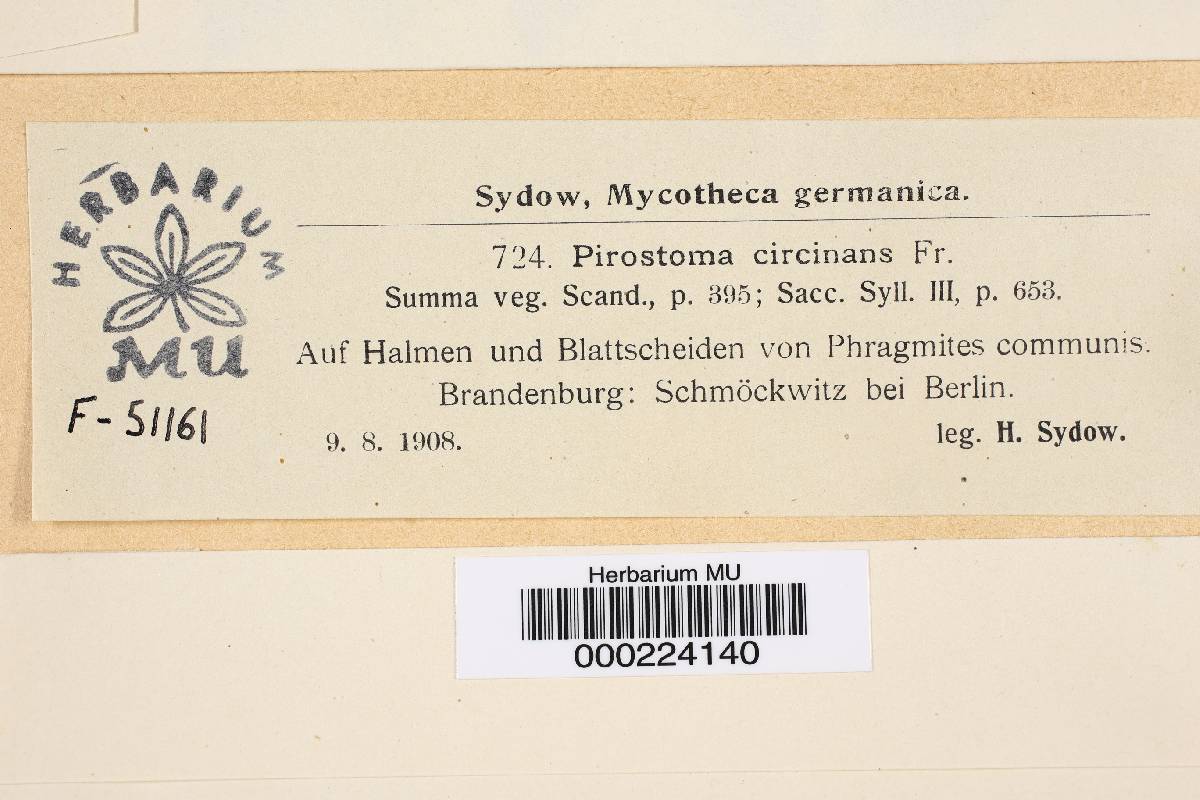 HERBARIUM
MU
F-51161
Sydow, Mycotheca germanica.
724. Pirostoma circinans Fr.
Summa veg. Scand., p. 395; Sacc. Syll. III, p. 653.
Auf Halmen und Blattscheiden von Phragmites communis.
Brandenburg: Schmöckwitz bei Berlin.
9. 8. 1908.
leg. H. Sydow.
Herbarium MU
000224140